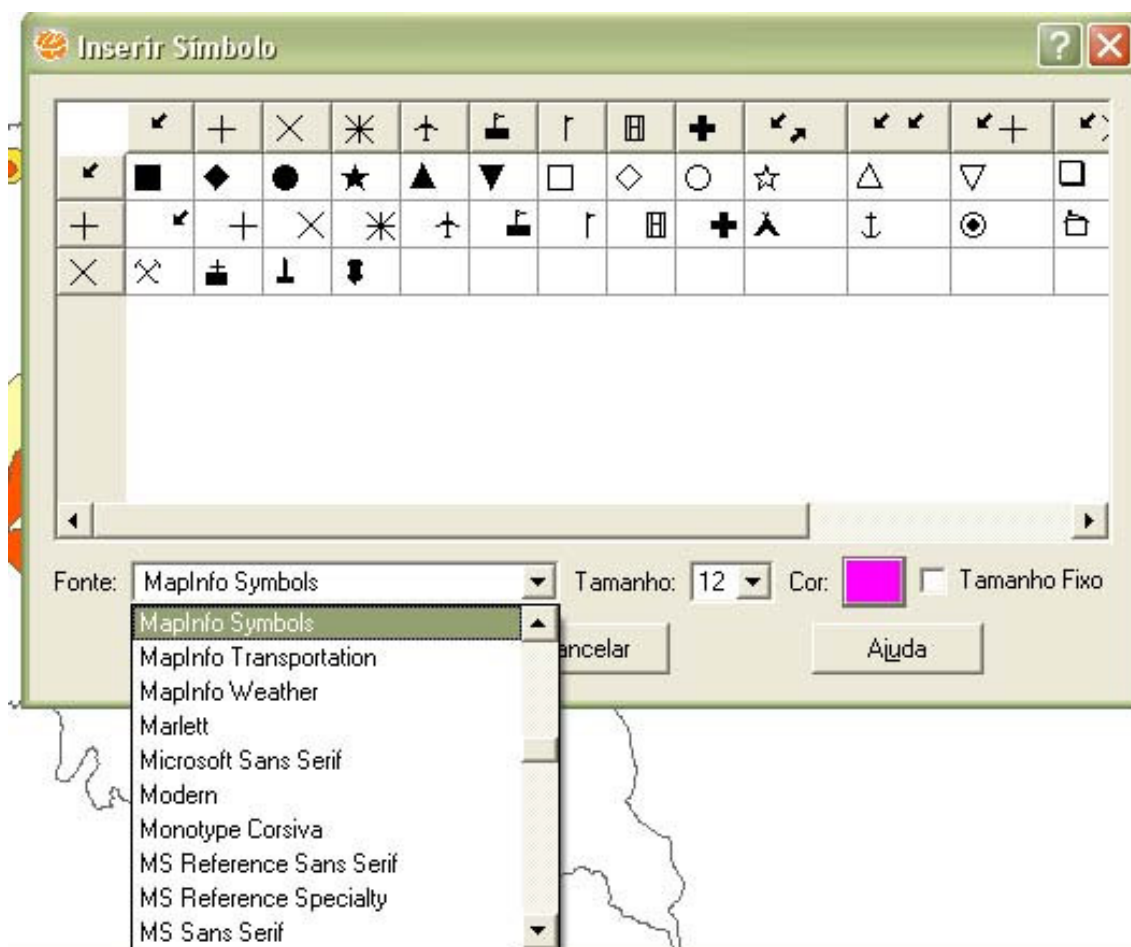 Inserir Símbolo
Fonte: MapInfo Symbols Tamanho: 12 Cor: Tamanho Fixo
MapInfo Symbols
MapInfo Transportation
ancelar Ajuda
MapInfo Weather
Marlett
Microsoft Sans Serif
Modern
Monotype Corsiva
MS Reference Sans Serif
MS Reference Specialty
MS Sans Serif